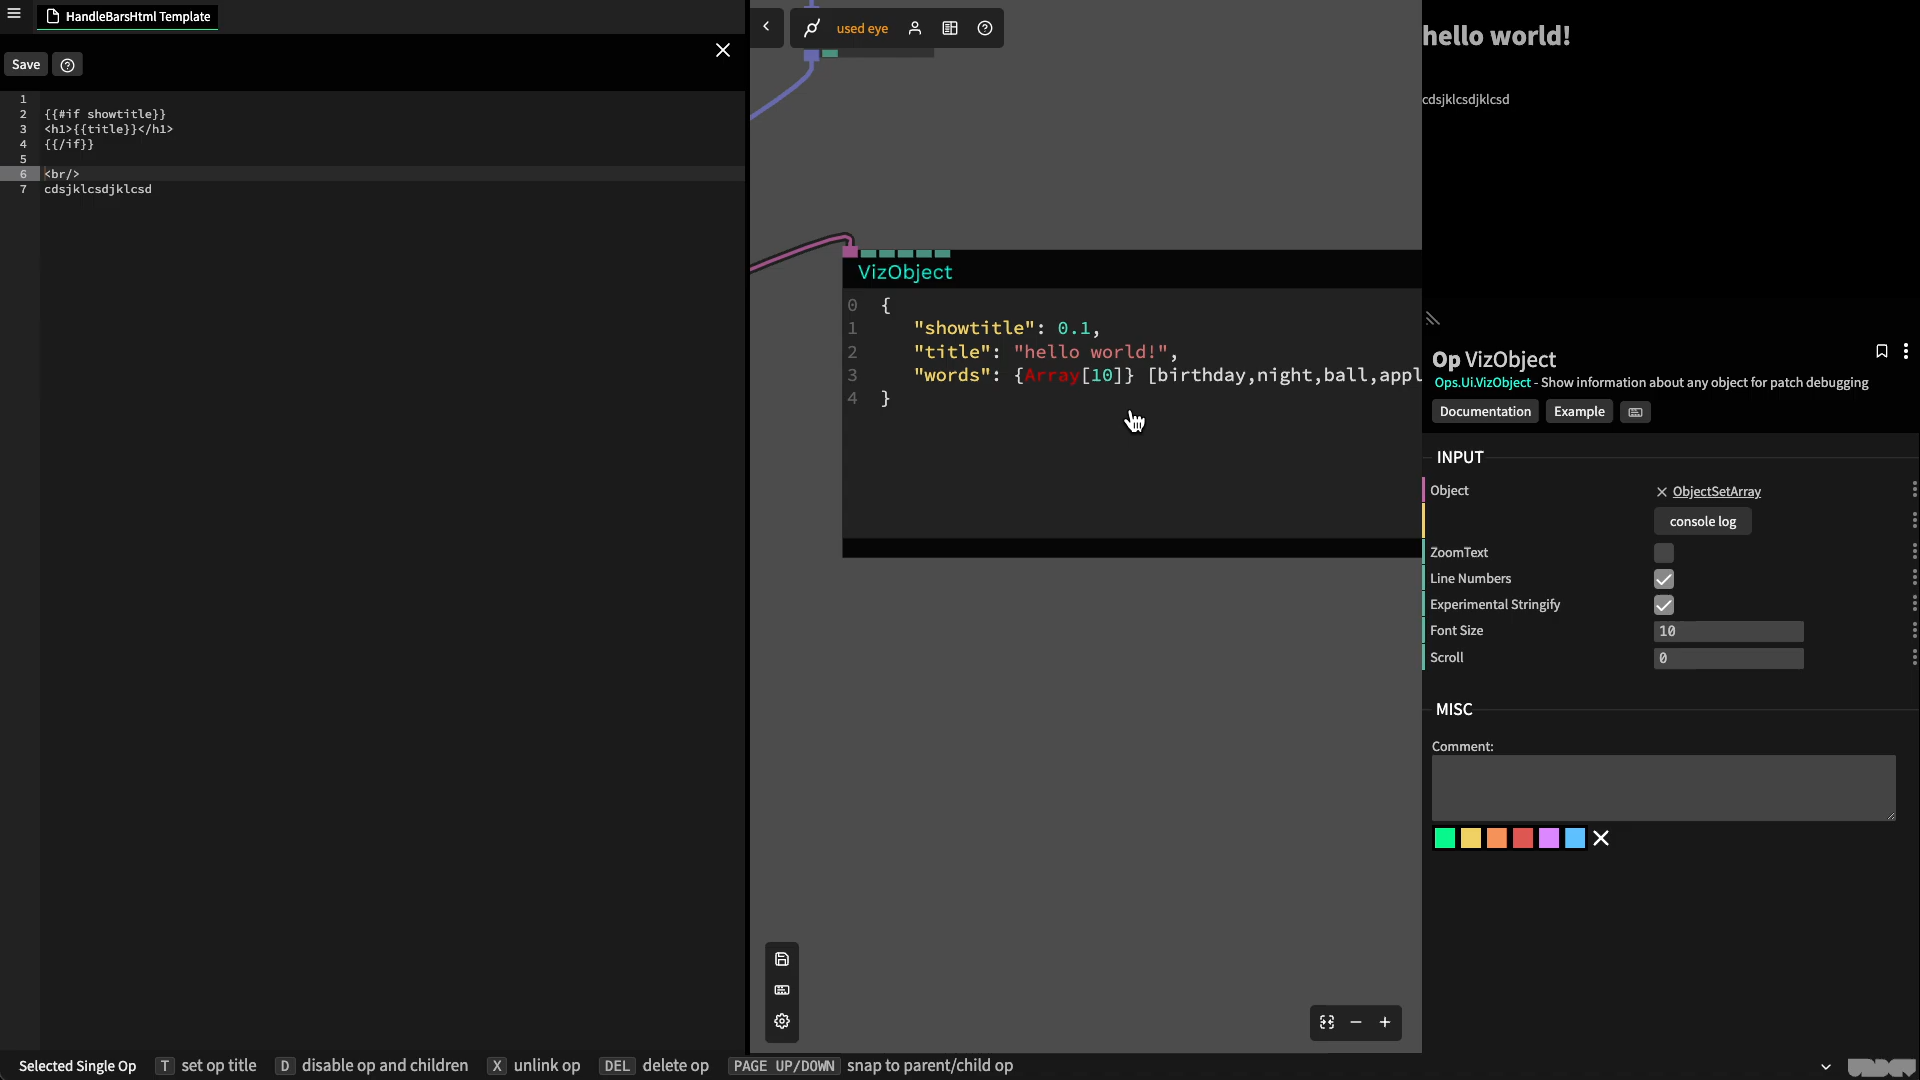 HandleBarsHtml Template
Save
1
2 {{#if showtitle}}
3 <h1>{{title}}</h1>
4 {{/if}}
5
6 <br/>
7 cdsjklcsdjklcsd
used eye
VizObject
0 {
1 "showtitle": 0.1,
2 "title": "hello world!",
3 "words": {Array[10]} [birthday,night,ball,appl
4 }
hello world!
cdsjklcsdjklcsd
Op VizObject
Ops.Ui.VizObject - Show information about any object for patch debugging
Documentation Example
INPUT
Object ObjectSetArray
console log
ZoomText
Line Numbers
Experimental Stringify
Font Size 10
Scroll 0
MISC
Comment:
Selected Single Op T set op title D disable op and children X unlink op DEL delete op PAGE UP/DOWN snap to parent/child op